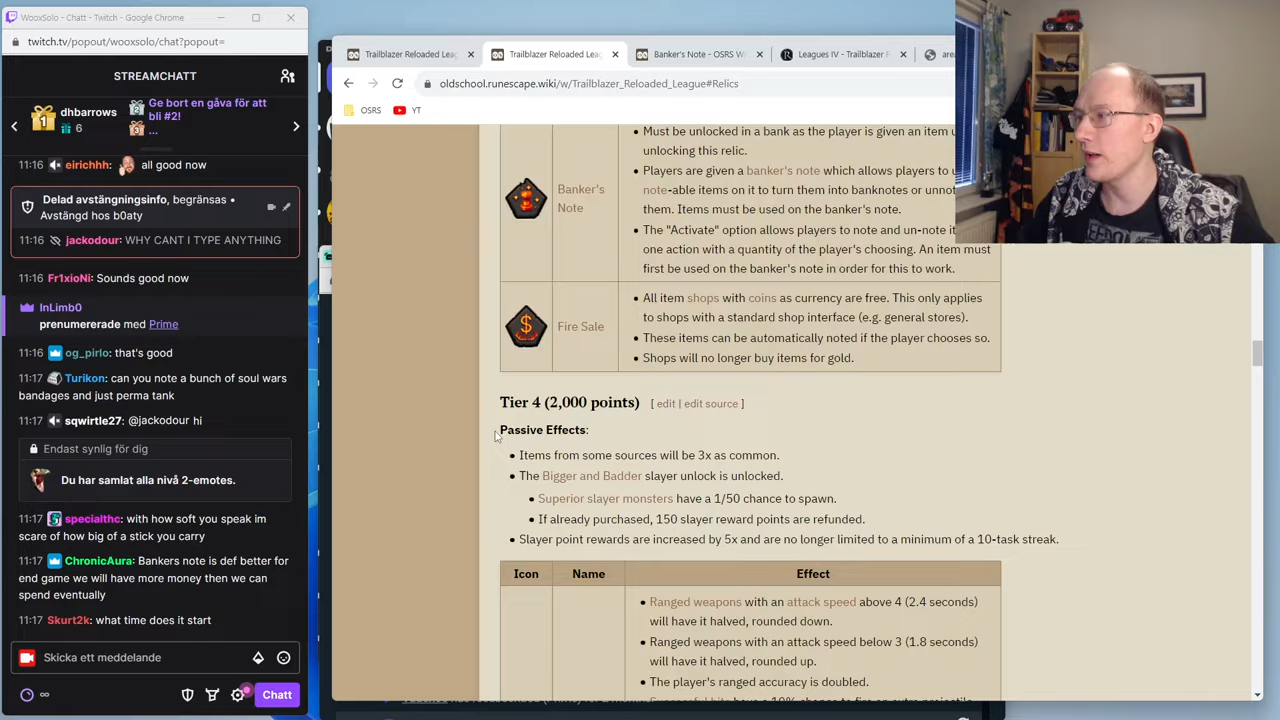 WooxSolo - Chatt - Twitch - Google Chrome
twitch.tv/popout/wooxsolo/chat?popout=
STREAMCHATT
1 dhbarrows 6
Ge bort en gåva för att bli #2!
...
11:16 eirichhh: all good now
Delad avstängningsinfo, begränsas •
Avstängd hos b0aty
11:16 jackodour: WHY CANT I TYPE ANYTHING
11:16 Fr1xioNi: Sounds good now
InLimb0
prenumererade med Prime
11:16 og_pirlo: that's good
11:17 Turikon: can you note a bunch of soul wars
bandages and just perma tank
11:17 sqwirtle27: @jackodour hi
Endast synlig för dig
Du har samlat alla nivå 2-emotes.
11:17 specialthc: with how soft you speak im
scare of how big of a stick you carry
11:17 ChronicAura: Bankers note is def better for
end game we will have more money then we can
spend eventually
11:17 Skurt2k: what time does it start
Skicka ett meddelande
Chatt
Trailblazer Reloaded Lea
Trailblazer Reloaded Lea
Banker's Note - OSRS W
Leagues IV - Trailblazer
oldschool.runescape.wiki/w/Trailblazer_Reloaded_League#Relics
OSRS
YT
Must be unlocked in a bank as the player is given an item
unlocking this relic.
Banker's
Note
Players are given a banker's note which allows players to
note-able items on it to turn them into banknotes or unnot
them. Items must be used on the banker's note.
The "Activate" option allows players to note and un-note
one action with a quantity of the player's choosing. An item must
first be used on the banker's note in order for this to work.
Fire Sale
All item shops with coins as currency are free. This only applies
to shops with a standard shop interface (e.g. general stores).
These items can be automatically noted if the player chooses so.
Shops will no longer buy items for gold.
Tier 4 (2,000 points) [ edit | edit source ]
Passive Effects:
Items from some sources will be 3x as common.
The Bigger and Badder slayer unlock is unlocked.
Superior slayer monsters have a 1/50 chance to spawn.
If already purchased, 150 slayer reward points are refunded.
Slayer point rewards are increased by 5x and are no longer limited to a minimum of a 10-task streak.
Icon Name Effect
Ranged weapons with an attack speed above 4 (2.4 seconds)
will have it halved, rounded down.
Ranged weapons with an attack speed below 3 (1.8 seconds)
will have it halved, rounded up.
The player's ranged accuracy is doubled.